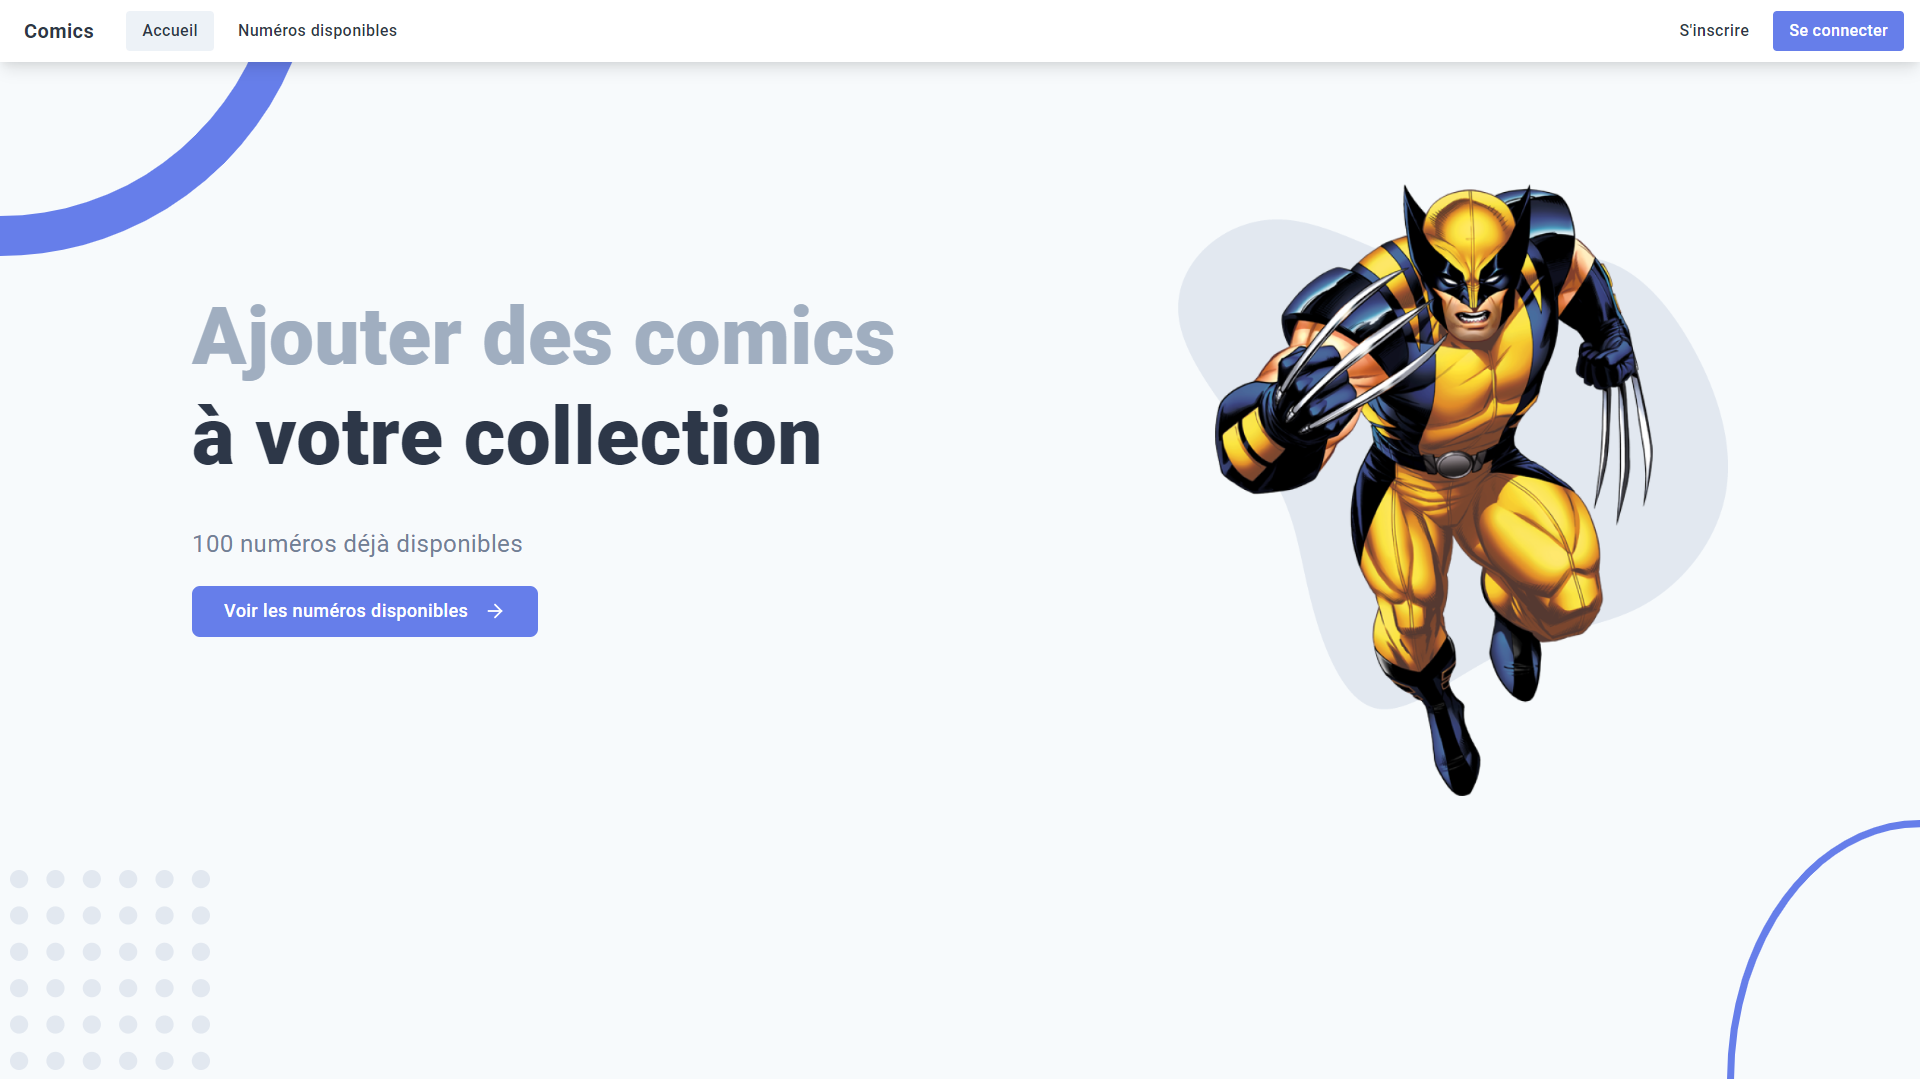 Comics
Accueil
Numéros disponibles
S'inscrire
Se connecter
Ajouter des comics
à votre collection
100 numéros déjà disponibles
Voir les numéros disponibles